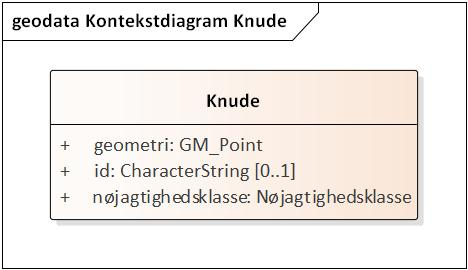 geodata Kontekstdiagram Knude
Knude
+ geometri: GM_Point
+ id: CharacterString [0..1]
+ nøjagtighedsklasse: Nøjagtighedsklasse